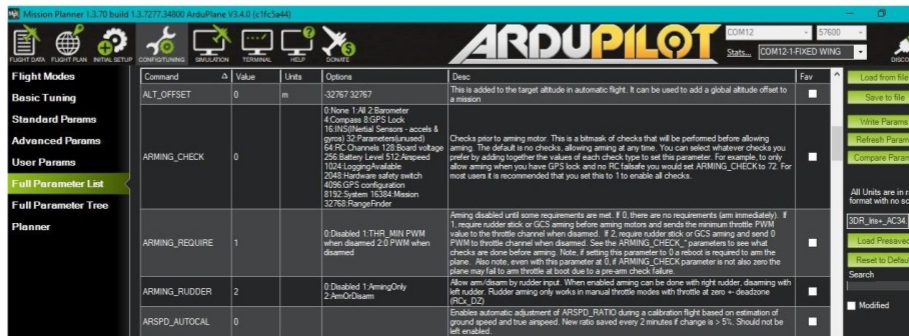 Mission Planner 1.3.70 build 1.3.7277.34800 ArduPlane V3.4.0 (c1fc5a44)
FLIGHT DATA FLIGHT PLAN INITIAL SETUP CONFIG/TUNING SIMULATION TERMINAL HELP DONATE
ARDUPILOT
COM12 57600
Stats... COM12-1-FIXED WING
DISCO
Flight Modes
Basic Tuning
Standard Params
Advanced Params
User Params
Full Parameter List
Full Parameter Tree
Planner
Command Value Units Options Desc Fav
ALT_OFFSET 0 m -32767 32767
This is added to the target altitude in automatic flight. It can be used to add a global altitude offset to
a mission
ARMING_CHECK 0
0:None 1:All 2:Barometer
4:Compass 8:GPS Lock
16:INS(INertial Sensors - accels &
gyros) 32:Parameters(unused)
64:RC Channels 128:Board voltage
256:Battery Level 512:Airspeed
1024:LoggingAvailable
2048:Hardware safety switch
4096:GPS configuration
8192:System 16384:Mission
32768:RangeFinder
Checks prior to arming motor. This is a bitmask of checks that will be performed before allowing
arming. The default is no checks, allowing arming at any time. You can select whatever checks you
prefer by adding together the values of each check type to set this parameter. For example, to only
allow arming when you have GPS lock and no RC failsafe you would set ARMING_CHECK to 72. For
most users it is recommended that you set this to 1 to enable all checks.
ARMING_REQUIRE 1
0:Disabled 1:THR_MIN PWM
when disarmed 2:0 PWM when
disarmed
Arming disabled until some requirements are met. If 0, there are no requirements (arm immediately). If
1, require rudder stick or GCS arming before arming motors and sends the minimum throttle PWM
value to the throttle channel when disarmed. If 2, require rudder stick or GCS arming and send 0
PWM to throttle channel when disarmed. See the ARMING_CHECK_* parameters to see what
checks are done before arming. Note, if setting this parameter to 0 a reboot is required to arm the
plane. Also note, even with this parameter at 0, if ARMING_CHECK parameter is not also zero the
plane may fail to arm throttle at boot due to a pre-arm check failure.
ARMING_RUDDER 2
0:Disabled 1:ArmingOnly
2:ArmOrDisarm
Allow arm/disarm by rudder input. When enabled arming can be done with right rudder, disarming with
left rudder. Rudder arming only works in manual throttle modes with throttle at zero +- deadzone
(RCx_DZ)
ARSPD_AUTOCAL 0
Enables automatic adjustment of ARSPD_RATIO during a calibration flight based on estimation of
ground speed and true airspeed. New ratio saved every 2 minutes if change is > 5%. Should not be
left enabled.
Load from file
Save to file
Write Params
Refresh Param
Compare Param
All Units are in r
format with no sc
3DR_Iris+_AC34.
Load Presaved
Reset to Defau
Search
Modified